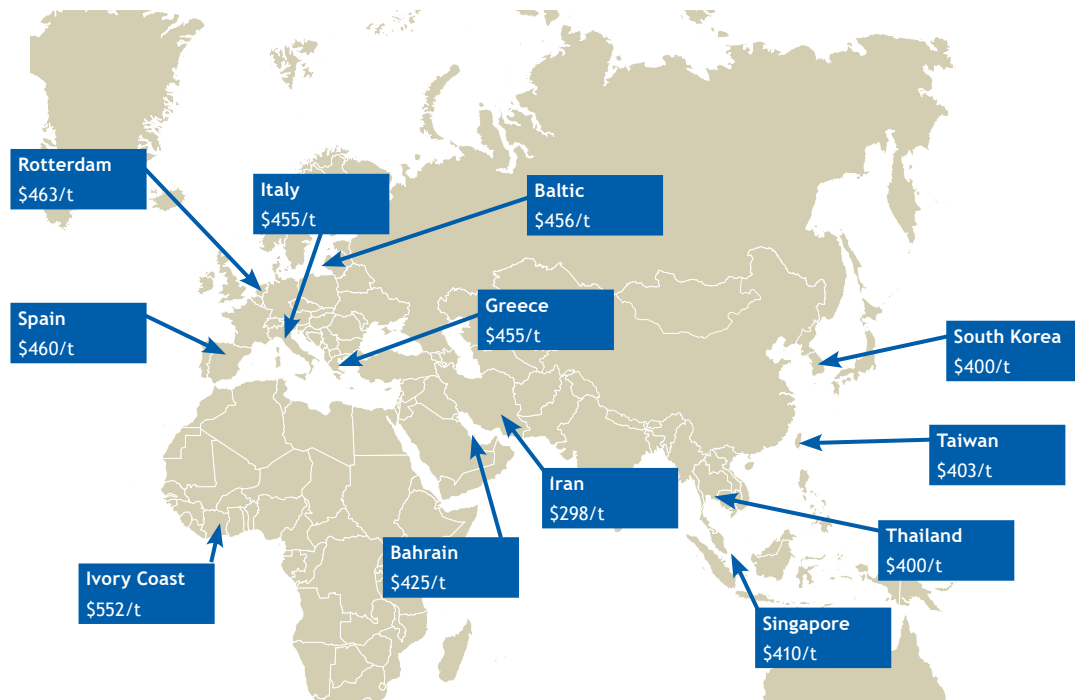 Rotterdam
$463/t
Italy
$455/t
Baltic
$456/t
Spain
$460/t
Greece
$455/t
South Korea
$400/t
Taiwan
$403/t
Iran
$298/t
Thailand
$400/t
Bahrain
$425/t
Ivory Coast
$552/t
Singapore
$410/t